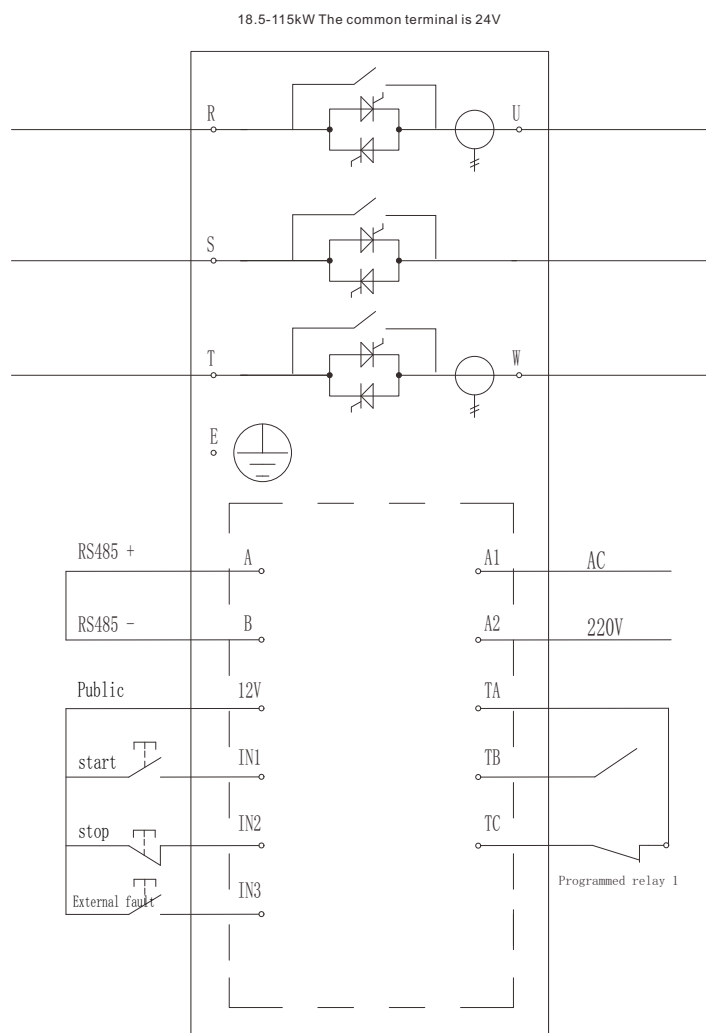 18.5-115kW The common terminal is 24V
R
U
S
T
W
E
RS485 +
A
A1
AC
RS485 -
B
A2
220V
Public
12V
TA
start
IN1
TB
stop
IN2
TC
External fault
IN3
Programmed relay 1